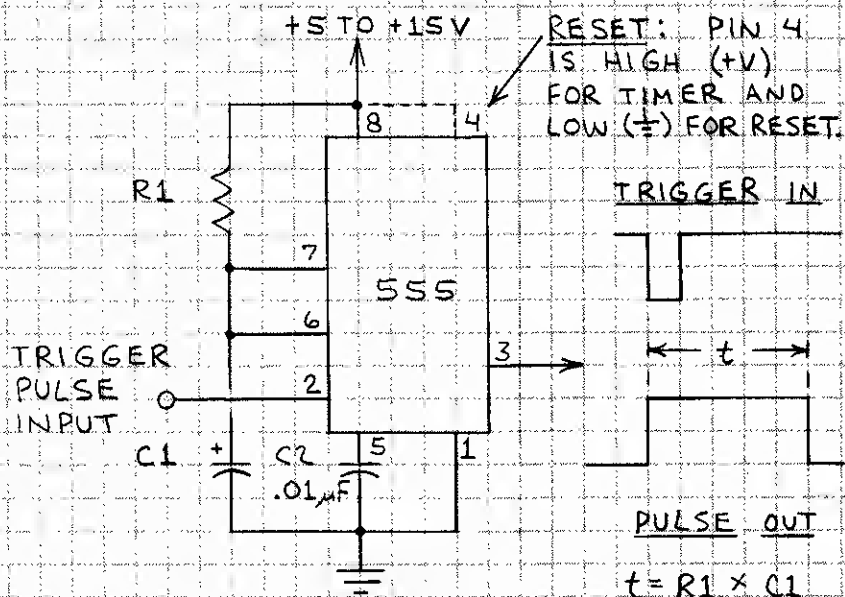 +5 TO +15V
RESET: PIN 4
IS HIGH (+V)
FOR TIMER AND
LOW (⏚) FOR RESET.
8
4
R1
TRIGGER IN
7
555
6
3
t
TRIGGER
PULSE
INPUT
2
C1
+
C2
.01µF
5
1
PULSE OUT
t = R1 × C1